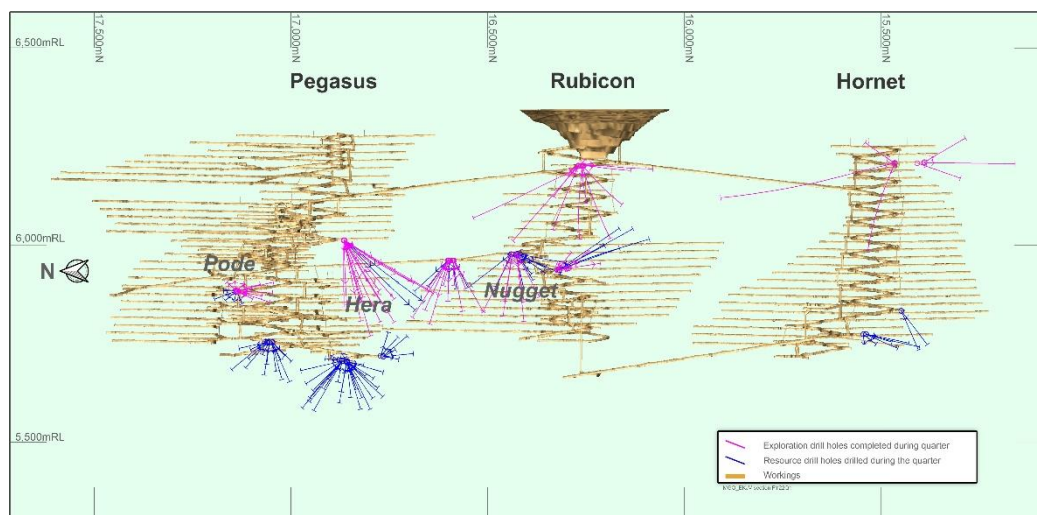 17,500mN
17,000mN
16,500mN
16,000mN
15,500mN
6,500mRL
Pegasus
Rubicon
Hornet
6,000mRL
N
Pode
Hera
Nugget
5,500mRL
Exploration drill holes completed during quarter
Resource drill holes drilled during the quarter
Workings